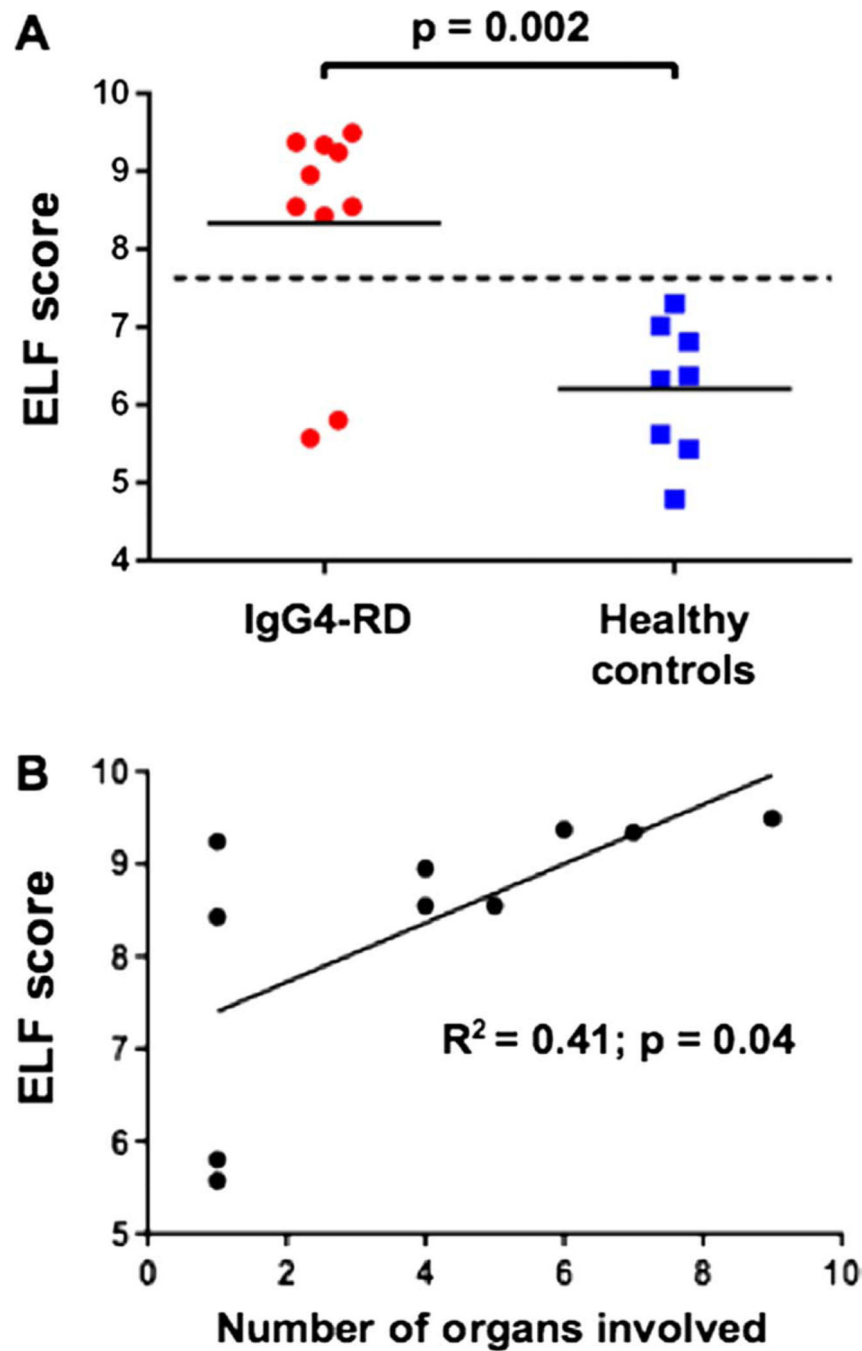 A
p = 0.002
10
9
8
7
6
5
4
ELF score
IgG4-RD
Healthy
controls
B
10
9
8
7
6
5
ELF score
R² = 0.41; p = 0.04
0 2 4 6 8 10
Number of organs involved